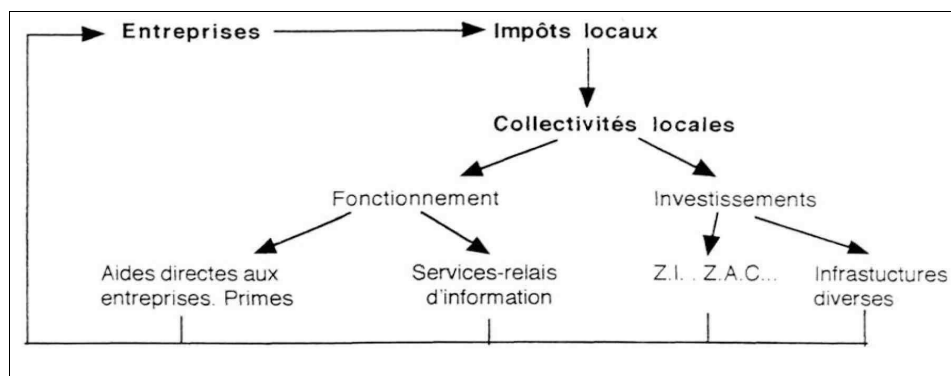 Entreprises
Impôts locaux
Collectivités locales
Fonctionnement
Investissements
Aides directes aux
entreprises. Primes
Services-relais
d'information
Z.I. . Z.A.C...
Infrastuctures
diverses